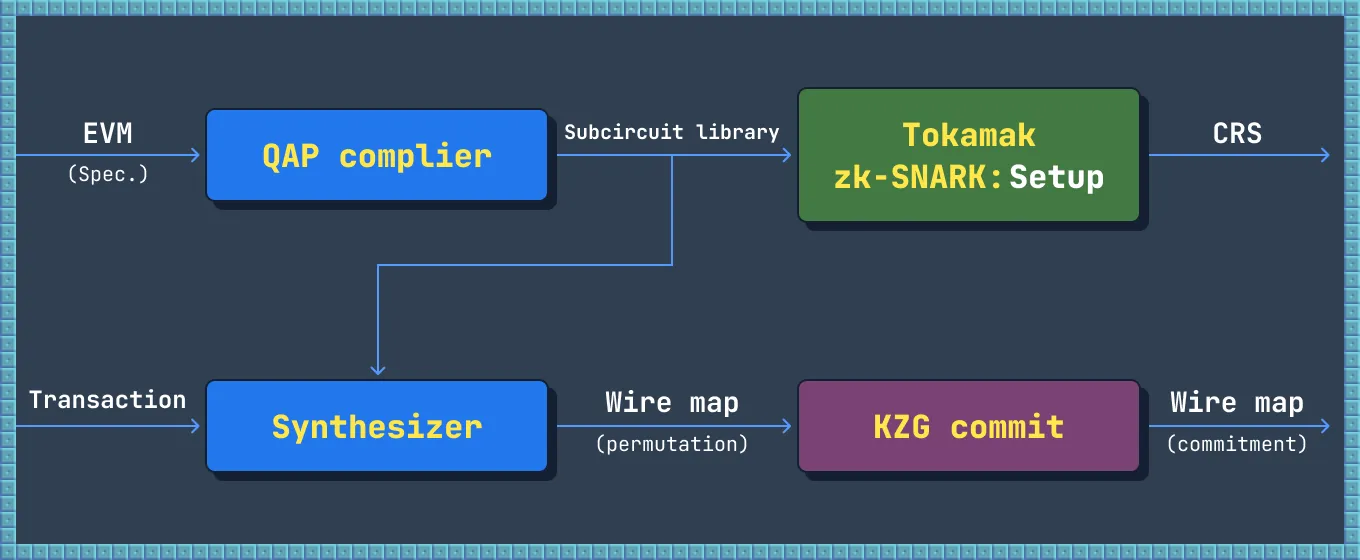 EVM
(Spec.)
QAP complier
Subcircuit library
Tokamak
zk-SNARK: Setup
CRS
Transaction
Synthesizer
Wire map
(permutation)
KZG commit
Wire map
(commitment)